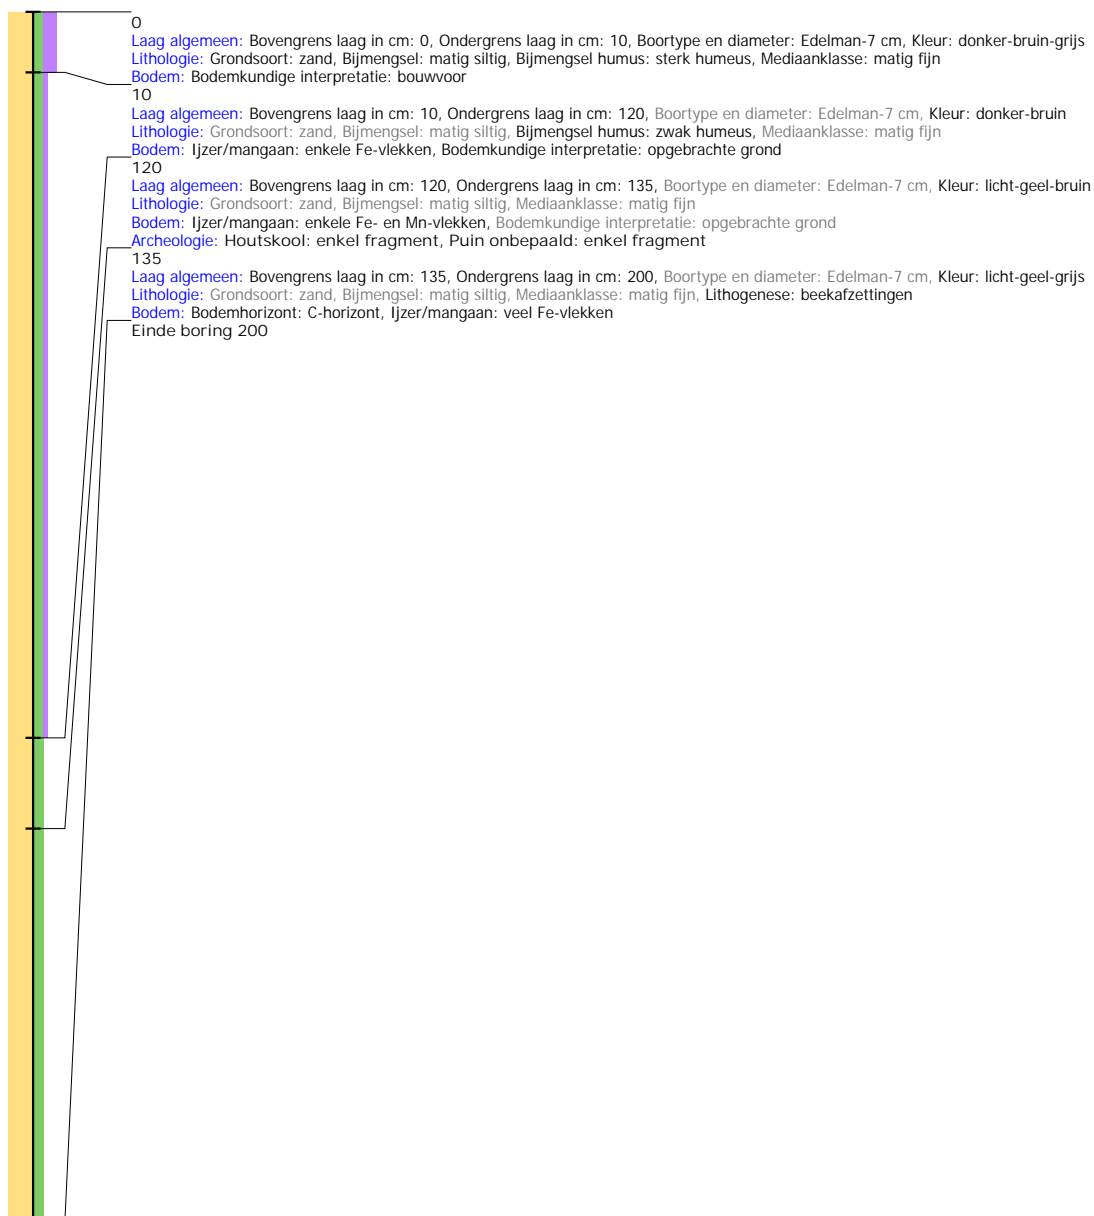 0
Laag algemeen: Bovengrens laag in cm: 0, Ondergrens laag in cm: 10, Boortype en diameter: Edelman-7 cm, Kleur: donker-bruin-grijs
Lithologie: Grondsoort: zand, Bijmengsel: matig siltig, Bijmengsel humus: sterk humeus, Mediaanklasse: matig fijn
Bodem: Bodemkundige interpretatie: bouwvoor
10
Laag algemeen: Bovengrens laag in cm: 10, Ondergrens laag in cm: 120, Boortype en diameter: Edelman-7 cm, Kleur: donker-bruin
Lithologie: Grondsoort: zand, Bijmengsel: matig siltig, Bijmengsel humus: zwak humeus, Mediaanklasse: matig fijn
Bodem: Ijzer/mangaan: enkele Fe-vlekken, Bodemkundige interpretatie: opgebrachte grond
120
Laag algemeen: Bovengrens laag in cm: 120, Ondergrens laag in cm: 135, Boortype en diameter: Edelman-7 cm, Kleur: licht-geel-bruin
Lithologie: Grondsoort: zand, Bijmengsel: matig siltig, Mediaanklasse: matig fijn
Bodem: Ijzer/mangaan: enkele Fe- en Mn-vlekken, Bodemkundige interpretatie: opgebrachte grond
Archeologie: Houtskool: enkel fragment, Puin onbepaald: enkel fragment
135
Laag algemeen: Bovengrens laag in cm: 135, Ondergrens laag in cm: 200, Boortype en diameter: Edelman-7 cm, Kleur: licht-geel-grijs
Lithologie: Grondsoort: zand, Bijmengsel: matig siltig, Mediaanklasse: matig fijn, Lithogenese: beekafzettingen
Bodem: Bodemhorizont: C-horizont, Ijzer/mangaan: veel Fe-vlekken
Einde boring 200